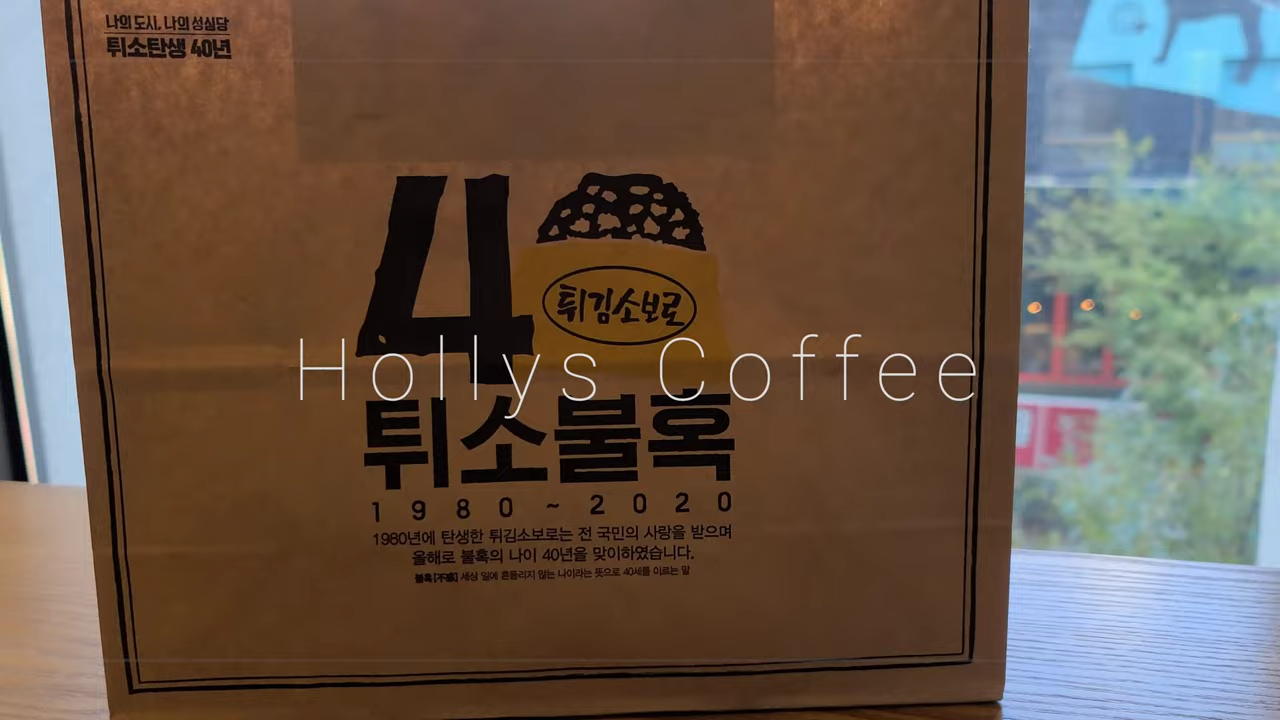 나의 도시, 나의 성심당
튀소탄생 40년
4
튀김소보로
Hollys Coffee
튀소불혹
1980~2020
1980년에 탄생한 튀김소보로는 전 국민의 사랑을 받으며
올해로 불혹의 나이 40년을 맞이하였습니다.
불혹[不惑] 세상 일에 흔들리지 않는 나이라는 뜻으로 40세를 이르는 말